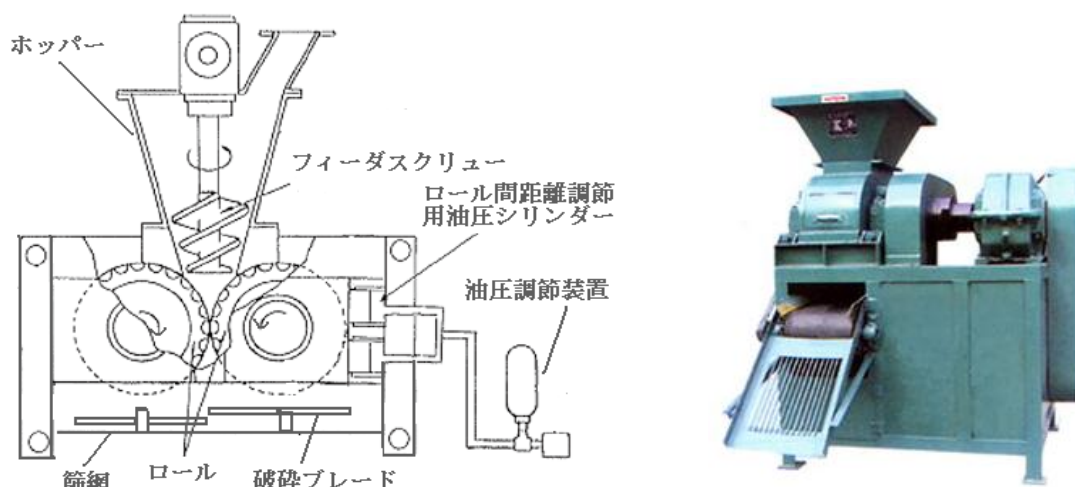 ホッパー
フィーダスクリュー
ロール間距離調節
用油圧シリンダー
油圧調節装置
篩網
ロール
破砕ブレード